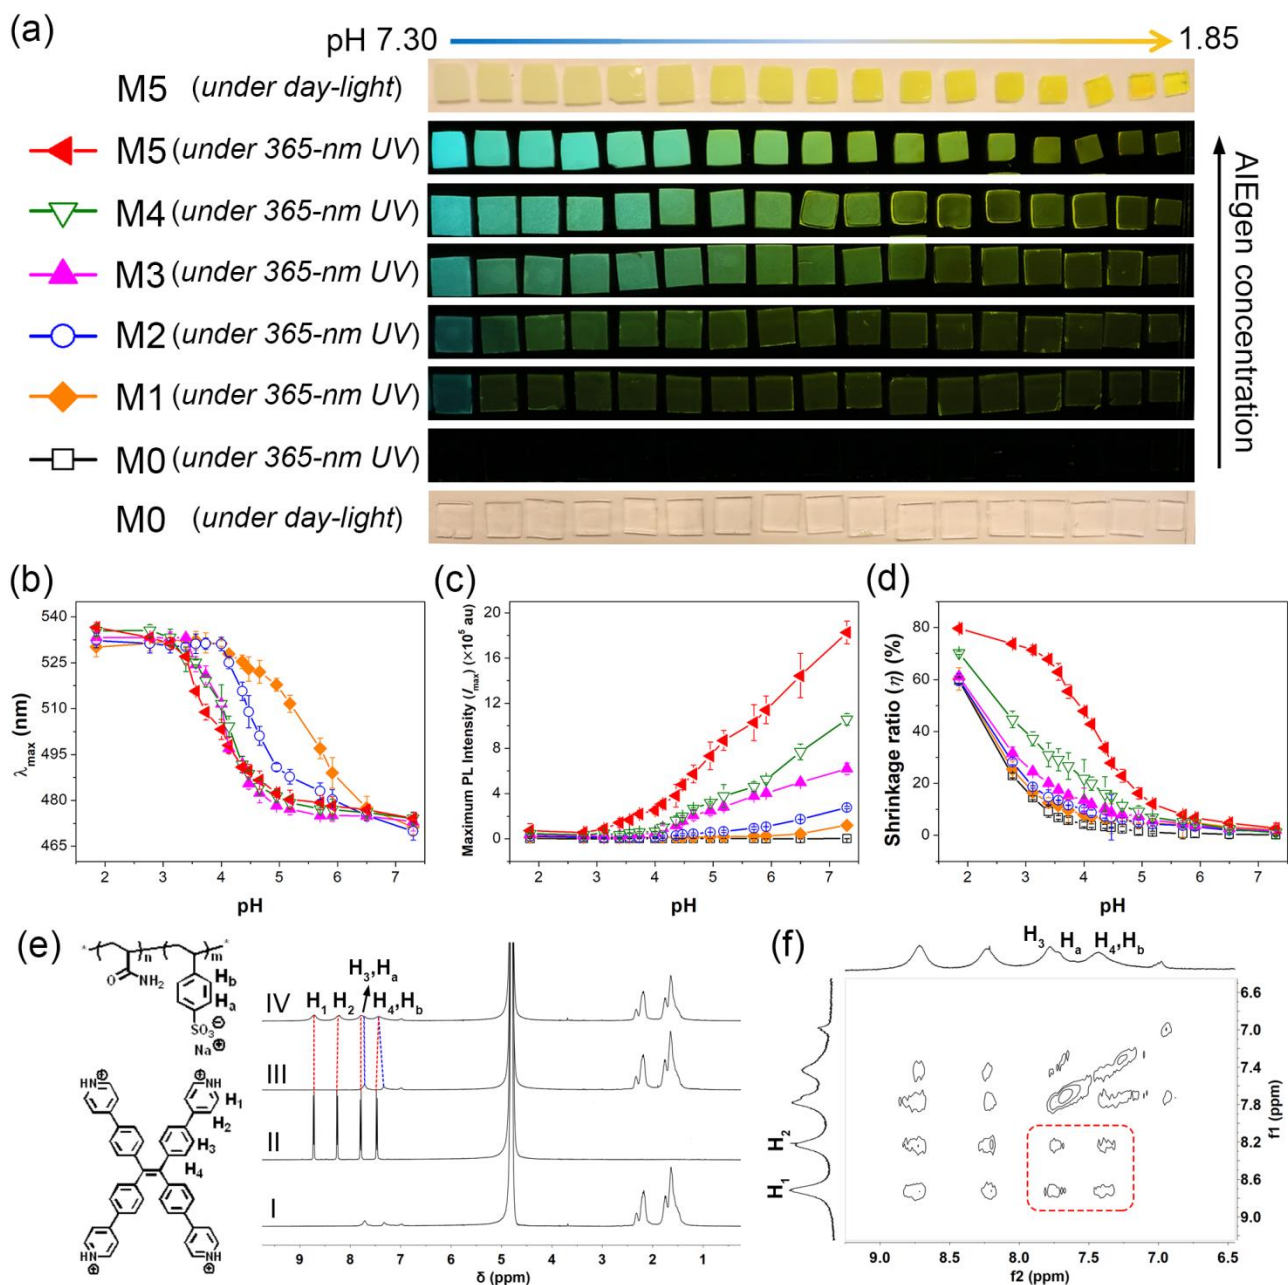 (a)
pH 7.30 1.85
M5 (under day-light)
M5 (under 365-nm UV)
M4 (under 365-nm UV)
M3 (under 365-nm UV)
M2 (under 365-nm UV)
M1 (under 365-nm UV)
M0 (under 365-nm UV)
M0 (under day-light)
AIEgen concentration
(b)
λmax (nm)
540
525
510
495
480
465
2 3 4 5 6 7
pH
(c)
Maximum PL Intensity (Imax) (×10⁵ au)
20
16
12
8
4
0
2 3 4 5 6 7
pH
(d)
Shrinkage ratio (η) (%)
80
60
40
20
0
2 3 4 5 6 7
pH
(e)
* n m *
O NH2
Hb
Ha
SO3⊖
Na⊕
HN⊕ NH⊕
H1
H2
H3
H4
HN⊕ NH⊕
H3,Ha
H1 H2 H4,Hb
IV
III
II
I
9 8 7 6 5 4 3 2 1
δ (ppm)
(f)
H3 Ha H4,Hb
H2
H1
6.6
7.0
7.4
7.8
8.2
8.6
9.0
f1 (ppm)
9.0 8.5 8.0 7.5 7.0 6.5
f2 (ppm)